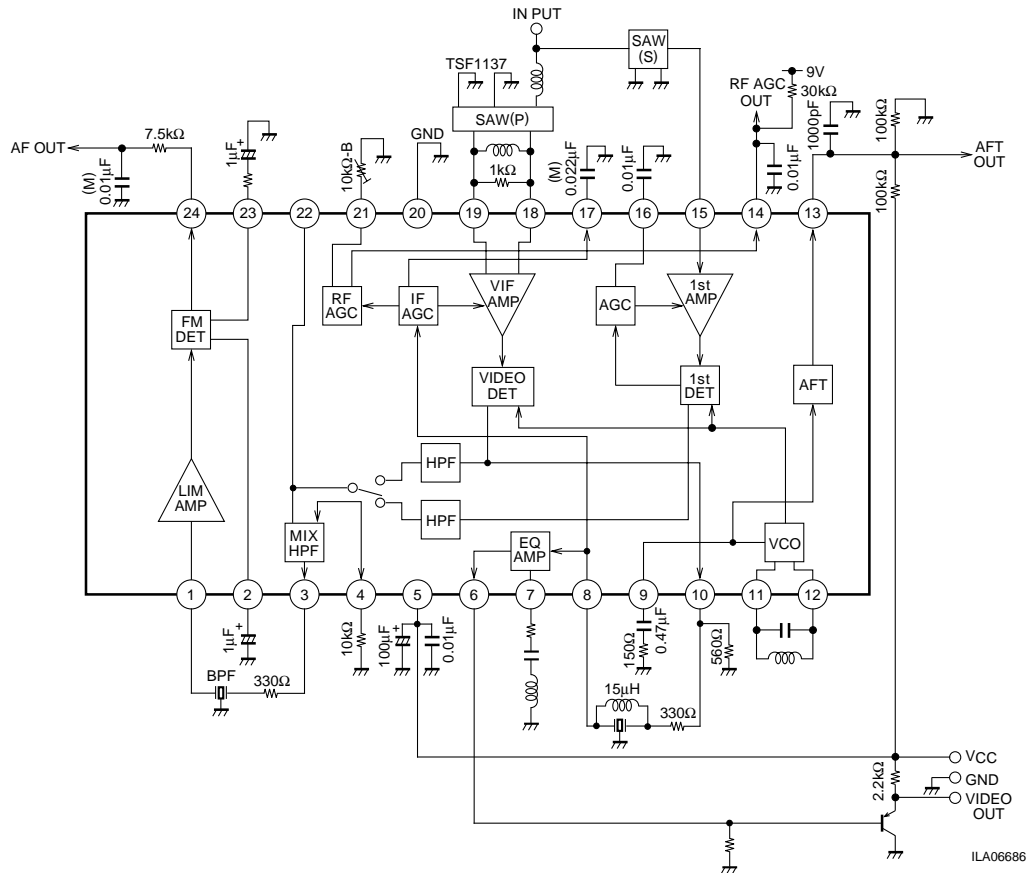 IN PUT
SAW
(S)
TSF1137
9V
RF AGC
OUT
30kΩ
1000pF
100kΩ
SAW(P)
GND
AF OUT
7.5kΩ
1µF
+
10kΩ-B
(M)
0.01µF
1kΩ
(M)
0.022µF
0.01µF
0.01µF
AFT
OUT
100kΩ
24
23
22
21
20
19
18
17
16
15
14
13
RF
AGC
IF
AGC
VIF
AMP
AGC
1st
AMP
FM
DET
VIDEO
DET
1st
DET
AFT
HPF
LIM
AMP
HPF
MIX
HPF
EQ
AMP
VCO
1
2
3
4
5
6
7
8
9
10
11
12
1µF
+
10kΩ
100µF
+
0.01µF
150Ω
0.47µF
560Ω
BPF
330Ω
15µH
330Ω
VCC
2.2kΩ
GND
VIDEO
OUT
ILA06686